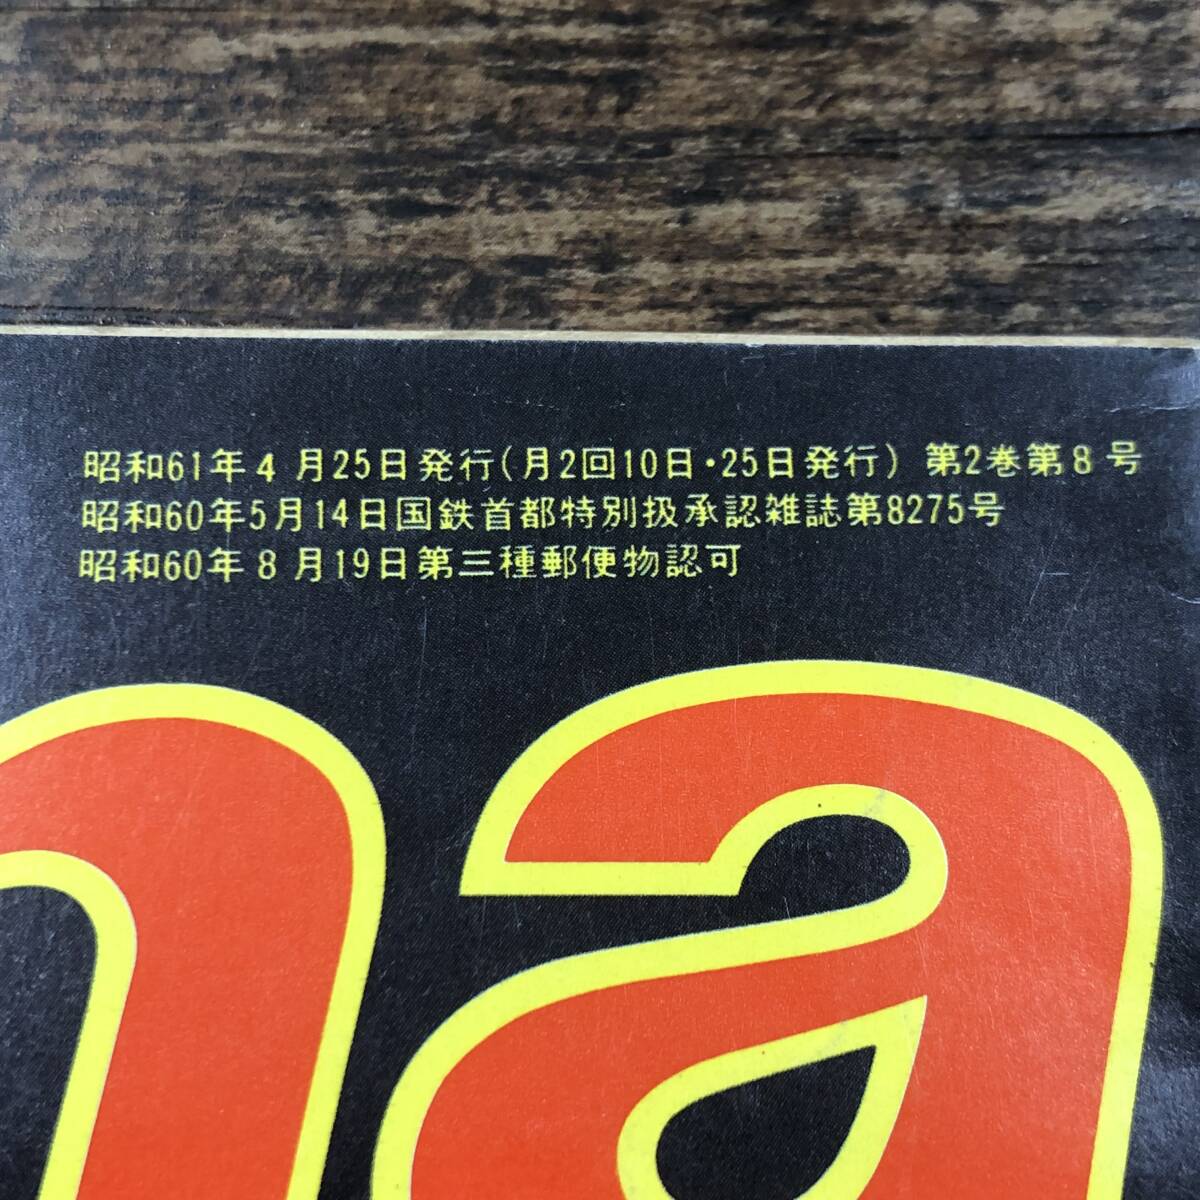 昭和61年4月25日発行(月2回10日・25日発行) 第2巻第8号
昭和60年5月14日国鉄首都特別扱承認雑誌第8275号
昭和60年8月19日第三種郵便物認可
na